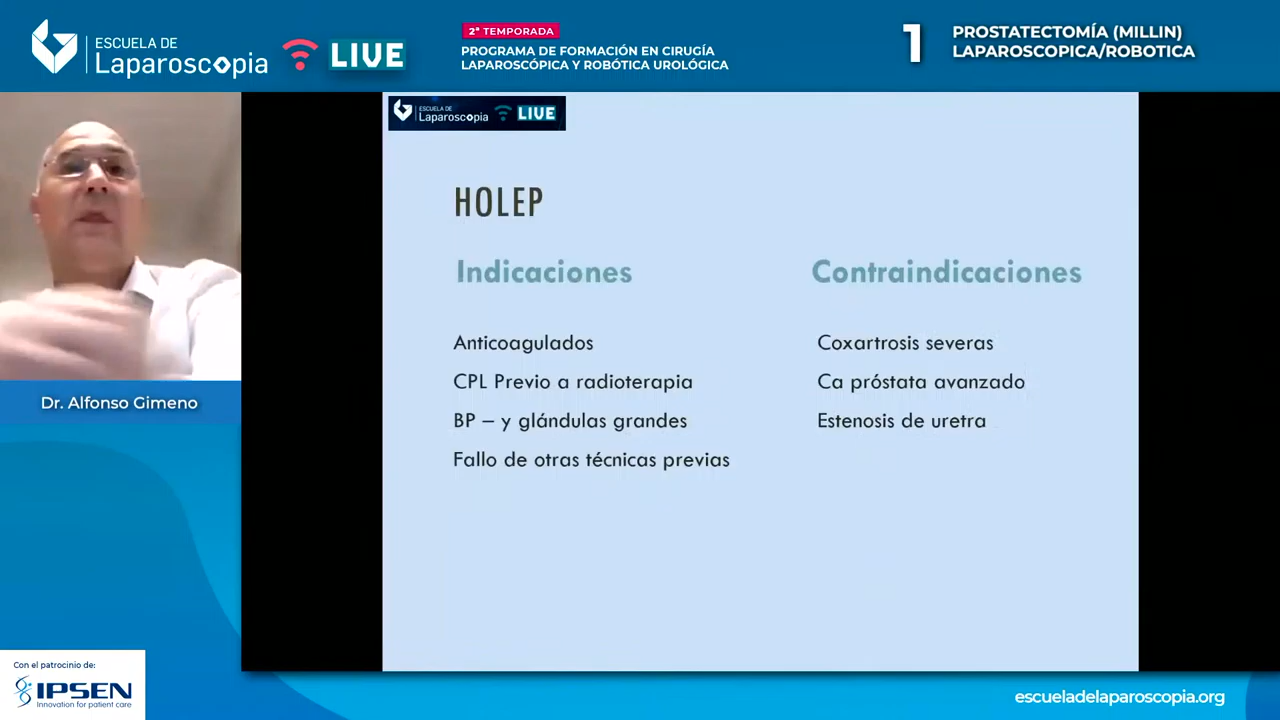 ESCUELA DE
Laparoscopia
LIVE
2ª TEMPORADA
PROGRAMA DE FORMACIÓN EN CIRUGÍA
LAPAROSCÓPICA Y ROBÓTICA UROLÓGICA
1
PROSTATECTOMÍA (MILLIN)
LAPAROSCOPICA/ROBOTICA
ESCUELA DE
Laparoscopia
LIVE
HOLEP
Indicaciones
Anticoagulados
CPL Previo a radioterapia
BP – y glándulas grandes
Fallo de otras técnicas previas
Contraindicaciones
Coxartrosis severas
Ca próstata avanzado
Estenosis de uretra
Dr. Alfonso Gimeno
Con el patrocinio de:
IPSEN
Innovation for patient care
escueladelaparoscopia.org